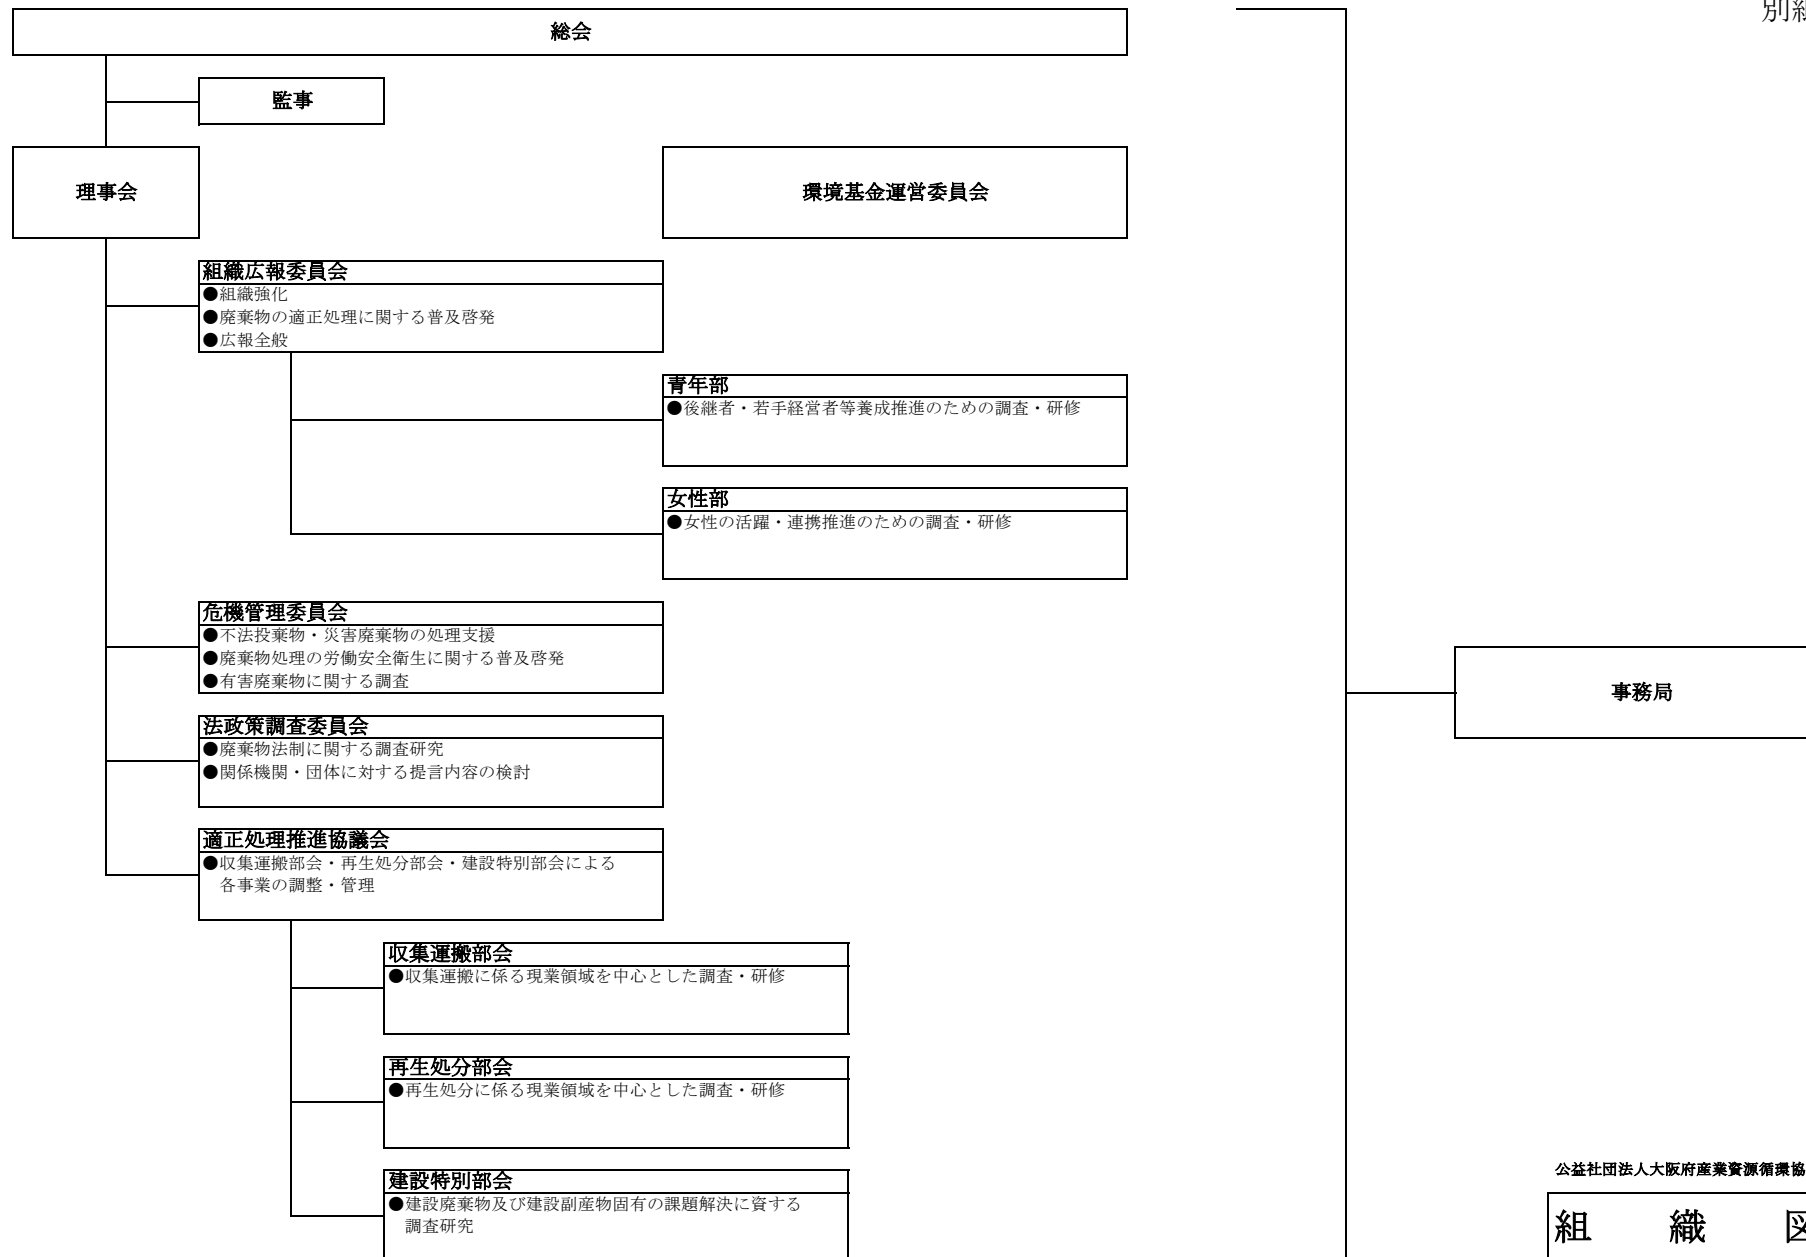 別紙
総会
監事
理事会
環境基金運営委員会
組織広報委員会
●組織強化
●廃棄物の適正処理に関する普及啓発
●広報全般
青年部
●後継者・若手経営者等養成推進のための調査・研修
女性部
●女性の活躍・連携推進のための調査・研修
危機管理委員会
●不法投棄物・災害廃棄物の処理支援
●廃棄物処理の労働安全衛生に関する普及啓発
●有害廃棄物に関する調査
事務局
法政策調査委員会
●廃棄物法制に関する調査研究
●関係機関・団体に対する提言内容の検討
適正処理推進協議会
●収集運搬部会・再生処分部会・建設特別部会による
各事業の調整・管理
収集運搬部会
●収集運搬に係る現業領域を中心とした調査・研修
再生処分部会
●再生処分に係る現業領域を中心とした調査・研修
建設特別部会
●建設廃棄物及び建設副産物固有の課題解決に資する
調査研究
公益社団法人大阪府産業資源循環協
組 織 図